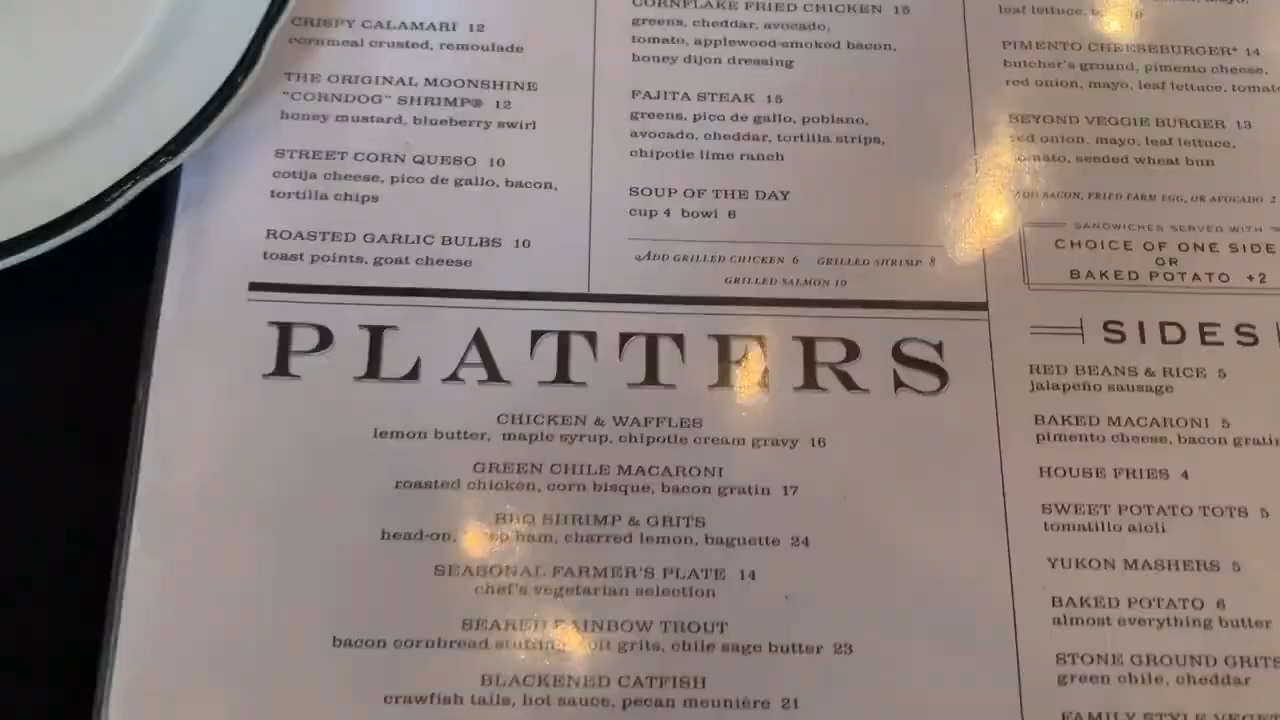 CRISPY CALAMARI 12
cornmeal crusted, remoulade
THE ORIGINAL MOONSHINE
"CORNDOG" SHRIMP® 12
honey mustard, blueberry swirl
STREET CORN QUESO 10
cotija cheese, pico de gallo, bacon,
tortilla chips
ROASTED GARLIC BULBS 10
toast points, goat cheese
CORNFLAKE FRIED CHICKEN 15
greens, cheddar, avocado,
tomato, applewood-smoked bacon,
honey dijon dressing
FAJITA STEAK 15
greens, pico de gallo, poblano,
avocado, cheddar, tortilla strips,
chipotle lime ranch
SOUP OF THE DAY
cup 4 bowl 6
ADD GRILLED CHICKEN 6 GRILLED SHRIMP 8
GRILLED SALMON 10
leaf lettuce,
PIMENTO CHEESEBURGER* 14
butcher's ground, pimento cheese,
red onion, mayo, leaf lettuce, tomato
BEYOND VEGGIE BURGER 13
red onion, mayo, leaf lettuce,
tomato, seeded wheat bun
ADD BACON, FRIED FARM EGG, OR AVOCADO 2
SANDWICHES SERVED WITH
CHOICE OF ONE SIDE
OR
BAKED POTATO +2
PLATTERS
CHICKEN & WAFFLES
lemon butter, maple syrup, chipotle cream gravy 16
GREEN CHILE MACARONI
roasted chicken, corn bisque, bacon gratin 17
BBQ SHRIMP & GRITS
head-on, ham, charred lemon, baguette 24
SEASONAL FARMER'S PLATE 14
chef's vegetarian selection
SEARED RAINBOW TROUT
bacon cornbread stuffing, grits, chile sage butter 23
BLACKENED CATFISH
crawfish tails, hot sauce, pecan meunière 21
SIDES
RED BEANS & RICE 5
jalapeño sausage
BAKED MACARONI 5
pimento cheese, bacon gratin
HOUSE FRIES 4
SWEET POTATO TOTS 5
tomatillo aioli
YUKON MASHERS 5
BAKED POTATO 6
almost everything butter
STONE GROUND GRITS
green chile, cheddar
FAMILY STYLE